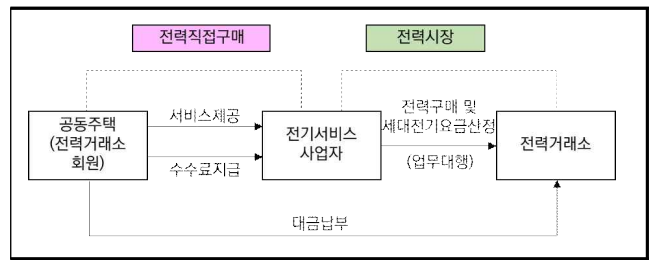 전력직접구매
전력시장
공동주택
(전력거래소
회원)
서비스제공
수수료지급
전기서비스
사업자
전력구매 및
세대전기요금산정
(업무대행)
전력거래소
대금납부